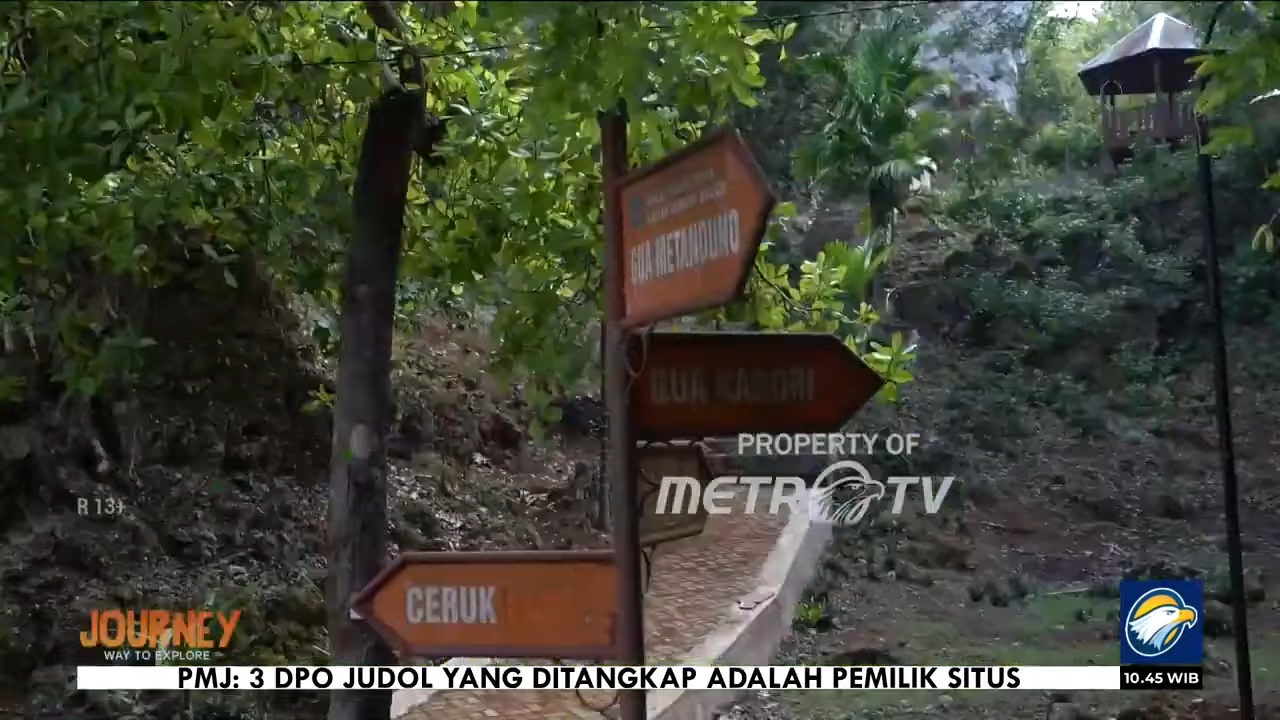 GUA METANDUNO
GUA KABORI
PROPERTY OF
METRO TV
R 13+
CERUK
JOURNEY
WAY TO EXPLORE
PMJ: 3 DPO JUDOL YANG DITANGKAP ADALAH PEMILIK SITUS
10.45 WIB